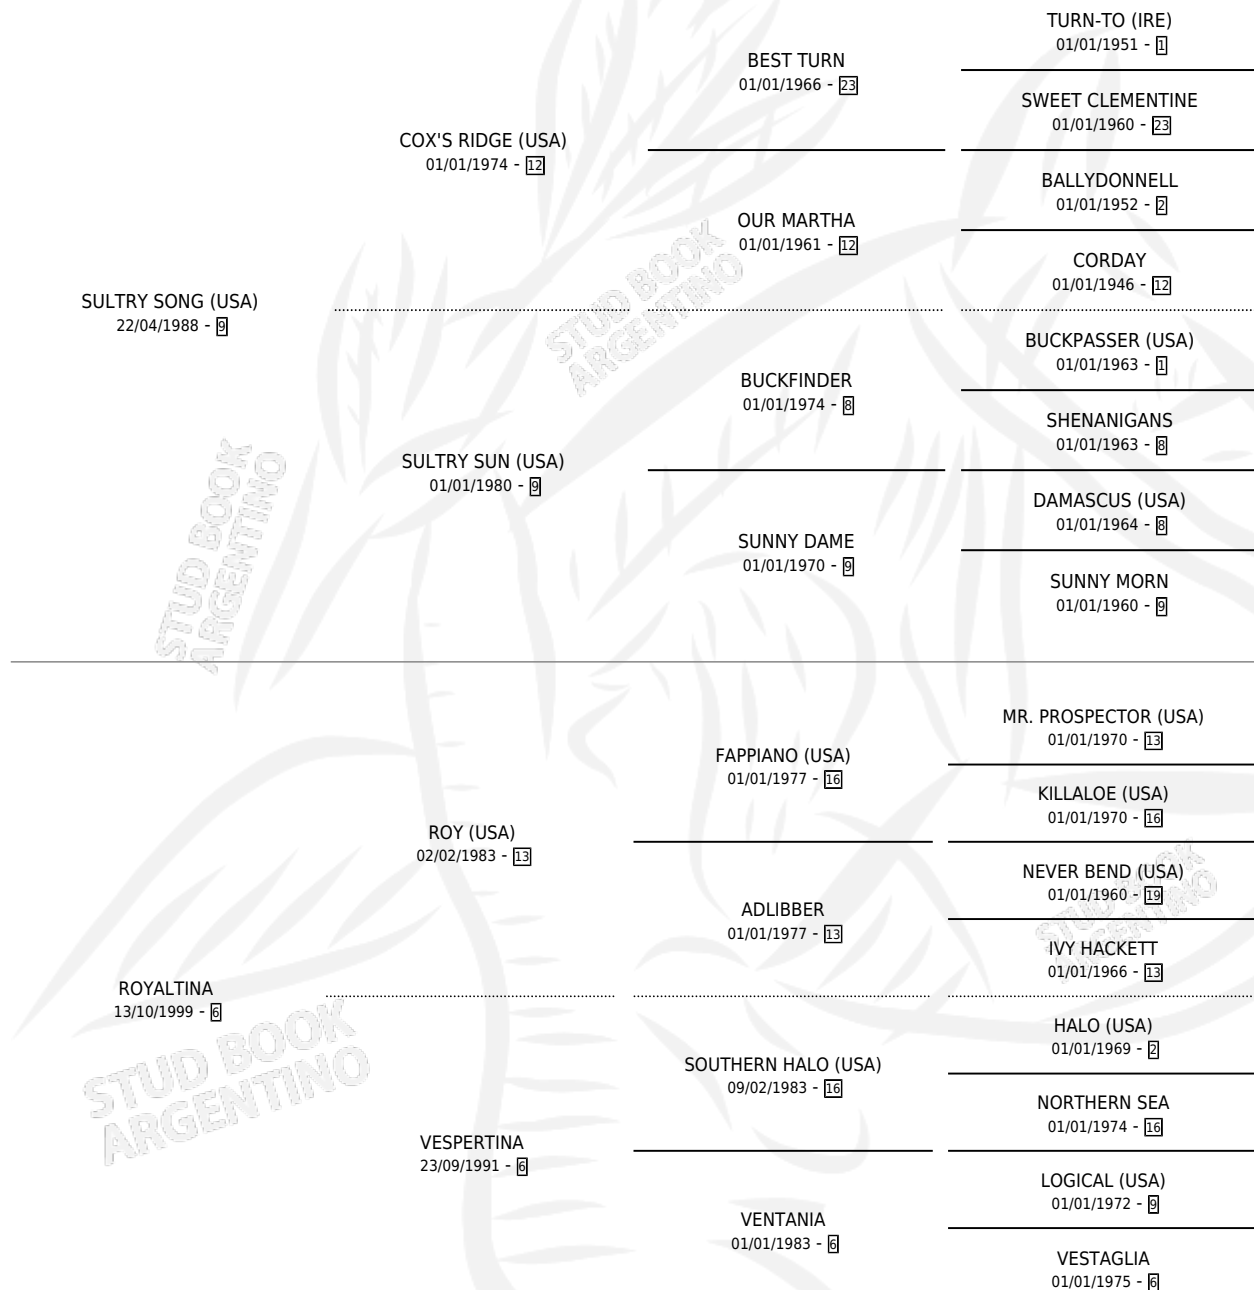 TURN-TO (IRE)
01/01/1951 - 1
BEST TURN
01/01/1966 - 23
SWEET CLEMENTINE
01/01/1960 - 23
COX'S RIDGE (USA)
01/01/1974 - 12
BALLYDONNELL
01/01/1952 - 2
OUR MARTHA
01/01/1961 - 12
CORDAY
01/01/1946 - 12
SULTRY SONG (USA)
22/04/1988 - 9
STUD BOOK
ARGENTINO
BUCKPASSER (USA)
01/01/1963 - 1
BUCKFINDER
01/01/1974 - 8
SHENANIGANS
01/01/1963 - 8
SULTRY SUN (USA)
01/01/1980 - 9
DAMASCUS (USA)
01/01/1964 - 8
SUNNY DAME
01/01/1970 - 9
SUNNY MORN
01/01/1960 - 9
STUD BOOK
ARGENTINO
MR. PROSPECTOR (USA)
01/01/1970 - 13
FAPPIANO (USA)
01/01/1977 - 16
KILLALOE (USA)
01/01/1970 - 16
ROY (USA)
02/02/1983 - 13
NEVER BEND (USA)
01/01/1960 - 19
ADLIBBER
01/01/1977 - 13
IVY HACKETT
01/01/1966 - 13
STUD BOOK
ARGENTINO
ROYALTINA
13/10/1999 - 6
HALO (USA)
01/01/1969 - 2
SOUTHERN HALO (USA)
09/02/1983 - 16
NORTHERN SEA
01/01/1974 - 16
STUD BOOK
ARGENTINO
VESPERTINA
23/09/1991 - 6
LOGICAL (USA)
01/01/1972 - 9
VENTANIA
01/01/1983 - 6
VESTAGLIA
01/01/1975 - 6